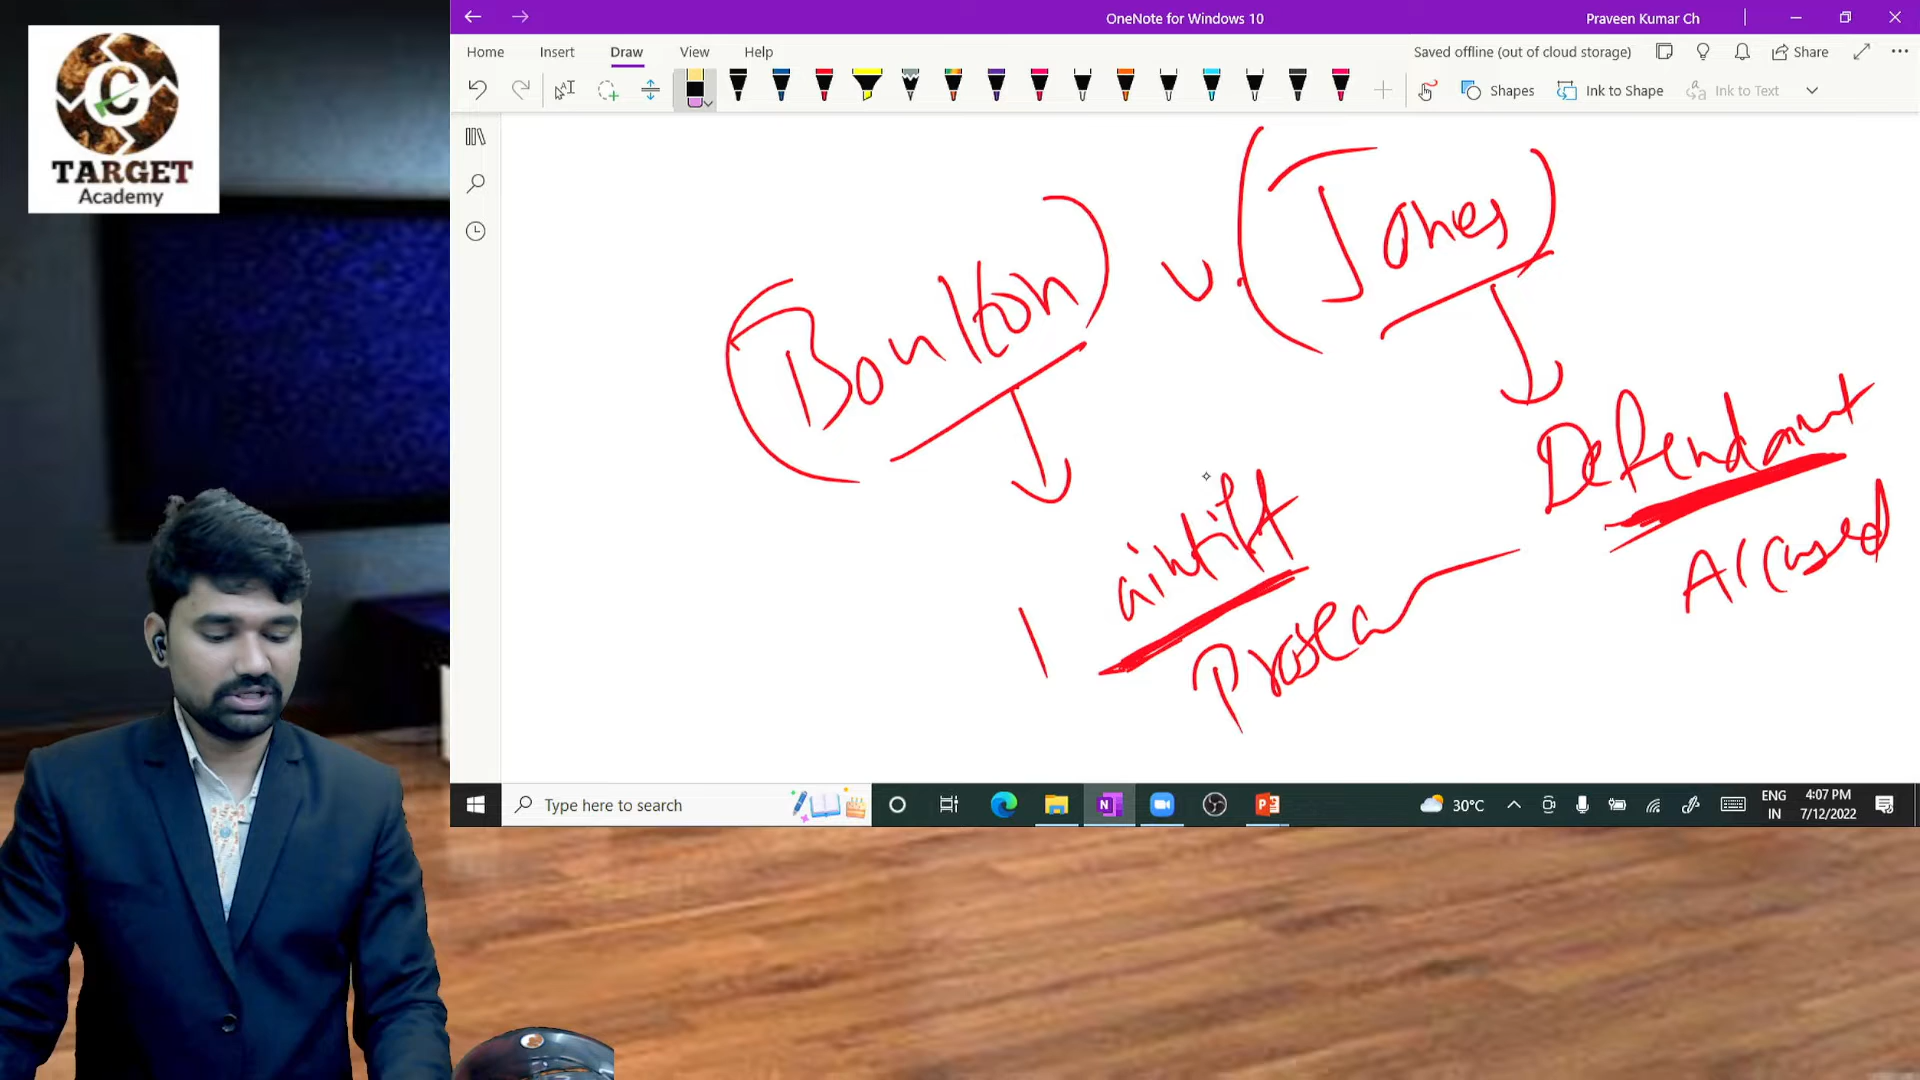 TARGET
Academy
OneNote for Windows 10
Praveen Kumar Ch
Home Insert Draw View Help
Saved offline (out of cloud storage)
Share
Shapes
Ink to Shape
Ink to Text
Boulton v. Jones
Defendant
aintiff
Accused
Type here to search
30°C
ENG
IN
4:07 PM
7/12/2022